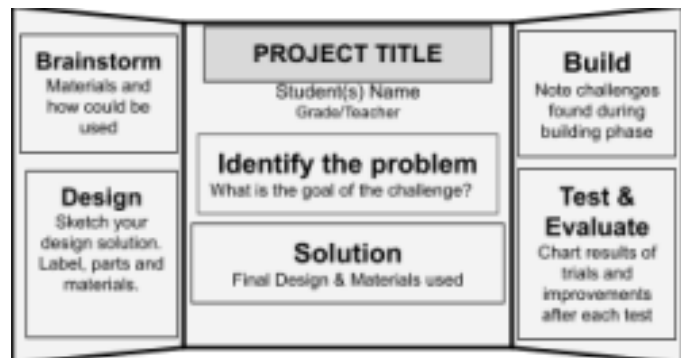 Brainstorm
Materials and
how could be
used
Design
Sketch your
design solution.
Label, parts and
materials.
PROJECT TITLE
Student(s) Name
Grade/Teacher
Identify the problem
What is the goal of the challenge?
Solution
Final Design & Materials used
Build
Note challenges
found during
building phase
Test &
Evaluate
Chart results of
trials and
improvements
after each test